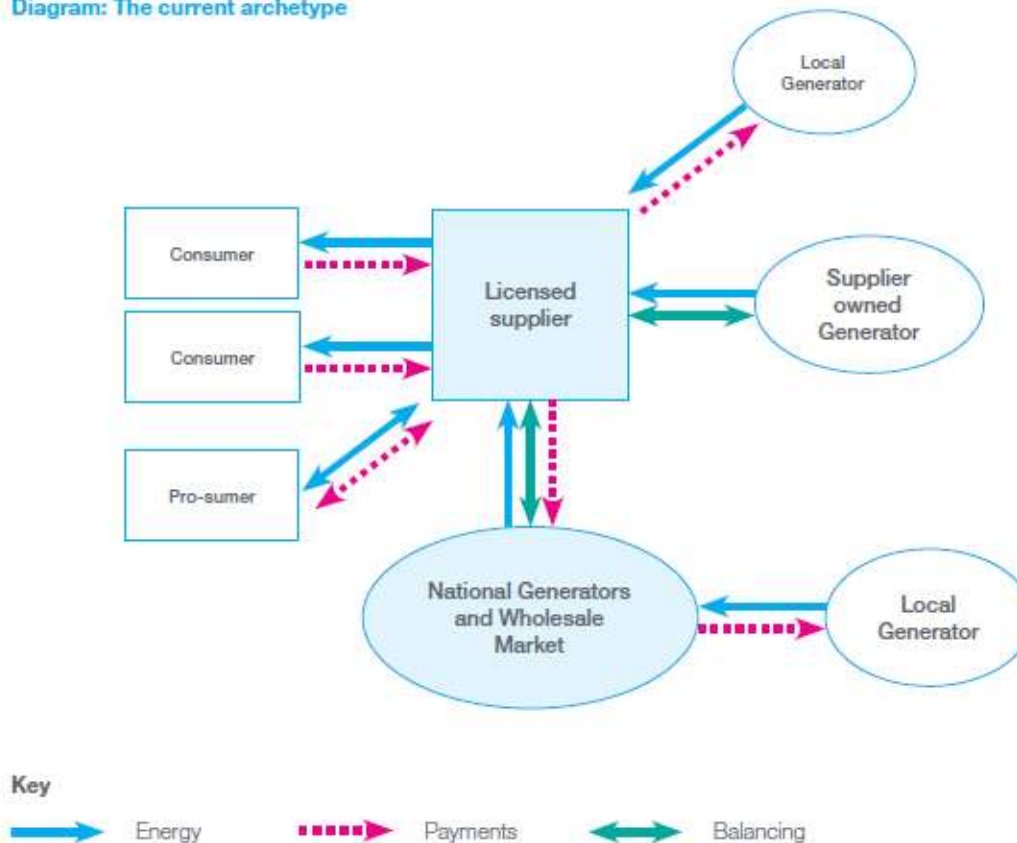 Diagram: The current archetype
Local
Generator
Consumer
Licensed
supplier
Supplier
owned
Generator
Consumer
Pro-sumer
National Generators
and Wholesale
Market
Local
Generator
Key
Energy
Payments
Balancing